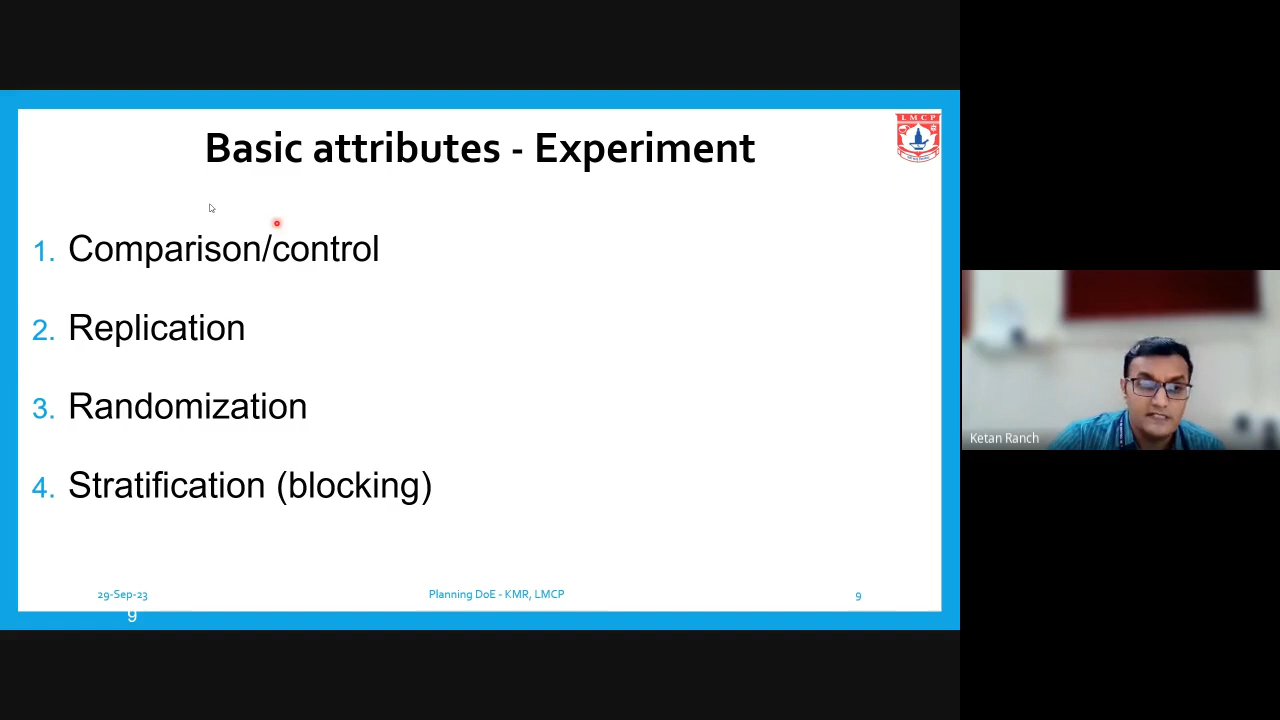 Basic attributes - Experiment
LMCP
1. Comparison/control
2. Replication
3. Randomization
4. Stratification (blocking)
29-Sep-23
Planning DoE - KMR, LMCP
9
9
Ketan Ranch